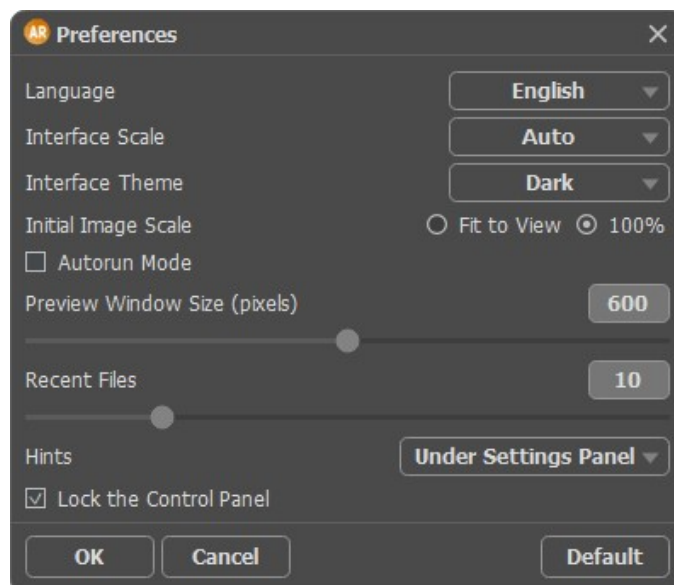 AR Preferences
Language English
Interface Scale Auto
Interface Theme Dark
Initial Image Scale Fit to View 100%
Autorun Mode
Preview Window Size (pixels) 600
Recent Files 10
Hints Under Settings Panel
Lock the Control Panel
OK Cancel Default